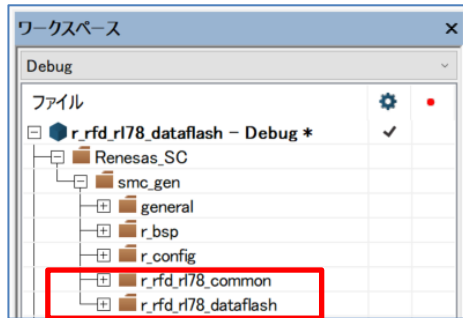 ワークスペース
Debug
ファイル
r_rfd_rl78_dataflash - Debug *
Renesas_SC
smc_gen
general
r_bsp
r_config
r_rfd_rl78_common
r_rfd_rl78_dataflash